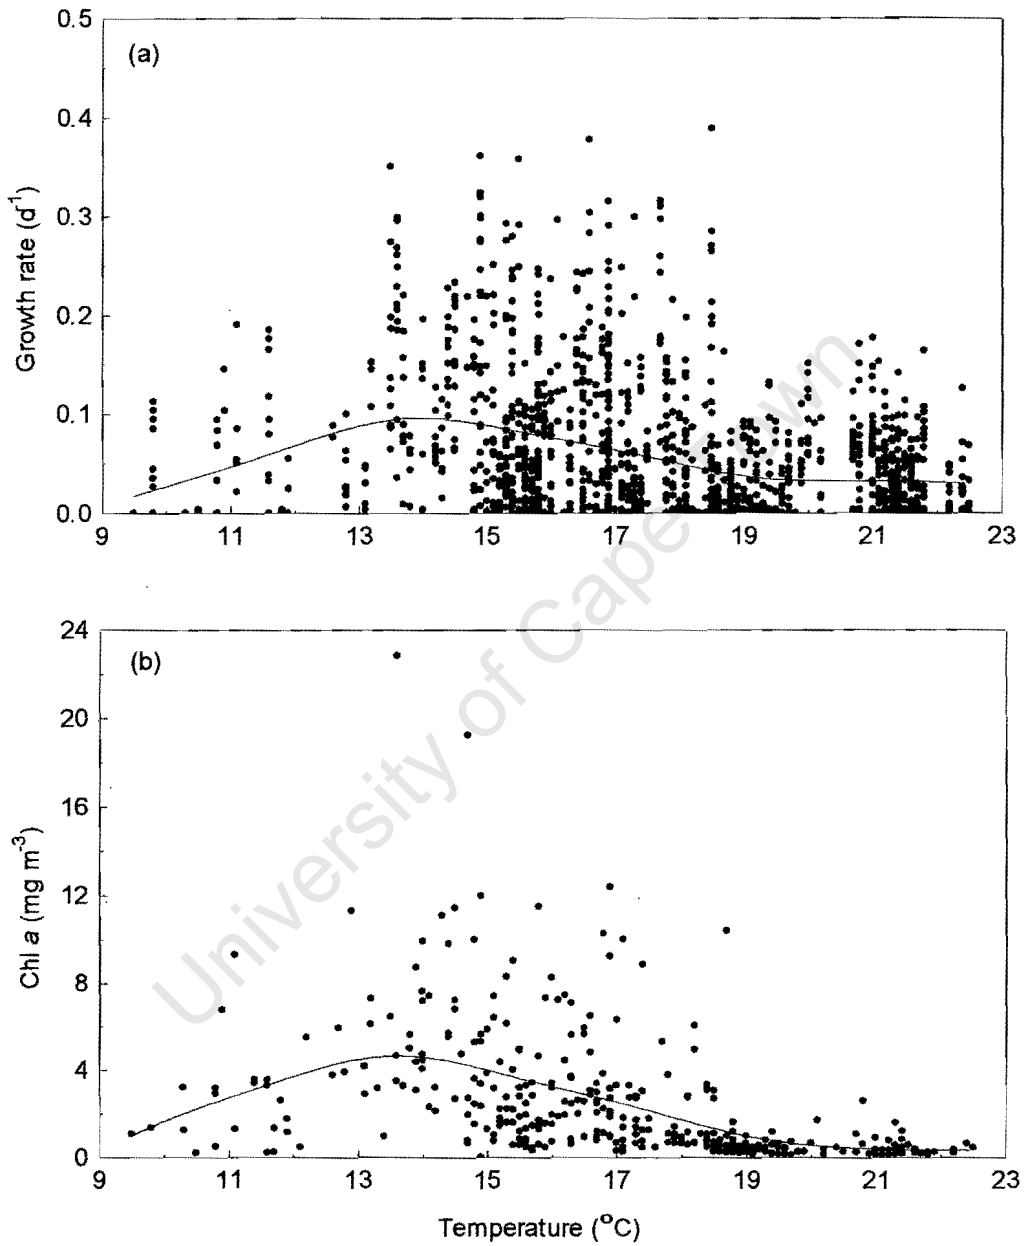 0.5
(a)
0.4
0.3
0.2
0.1
0.0
Growth rate (d-1)
9 11 13 15 17 19 21 23
24
(b)
20
16
12
8
4
0
Chl a (mg m-3)
9 11 13 15 17 19 21 23
Temperature (°C)
University of Cape Town